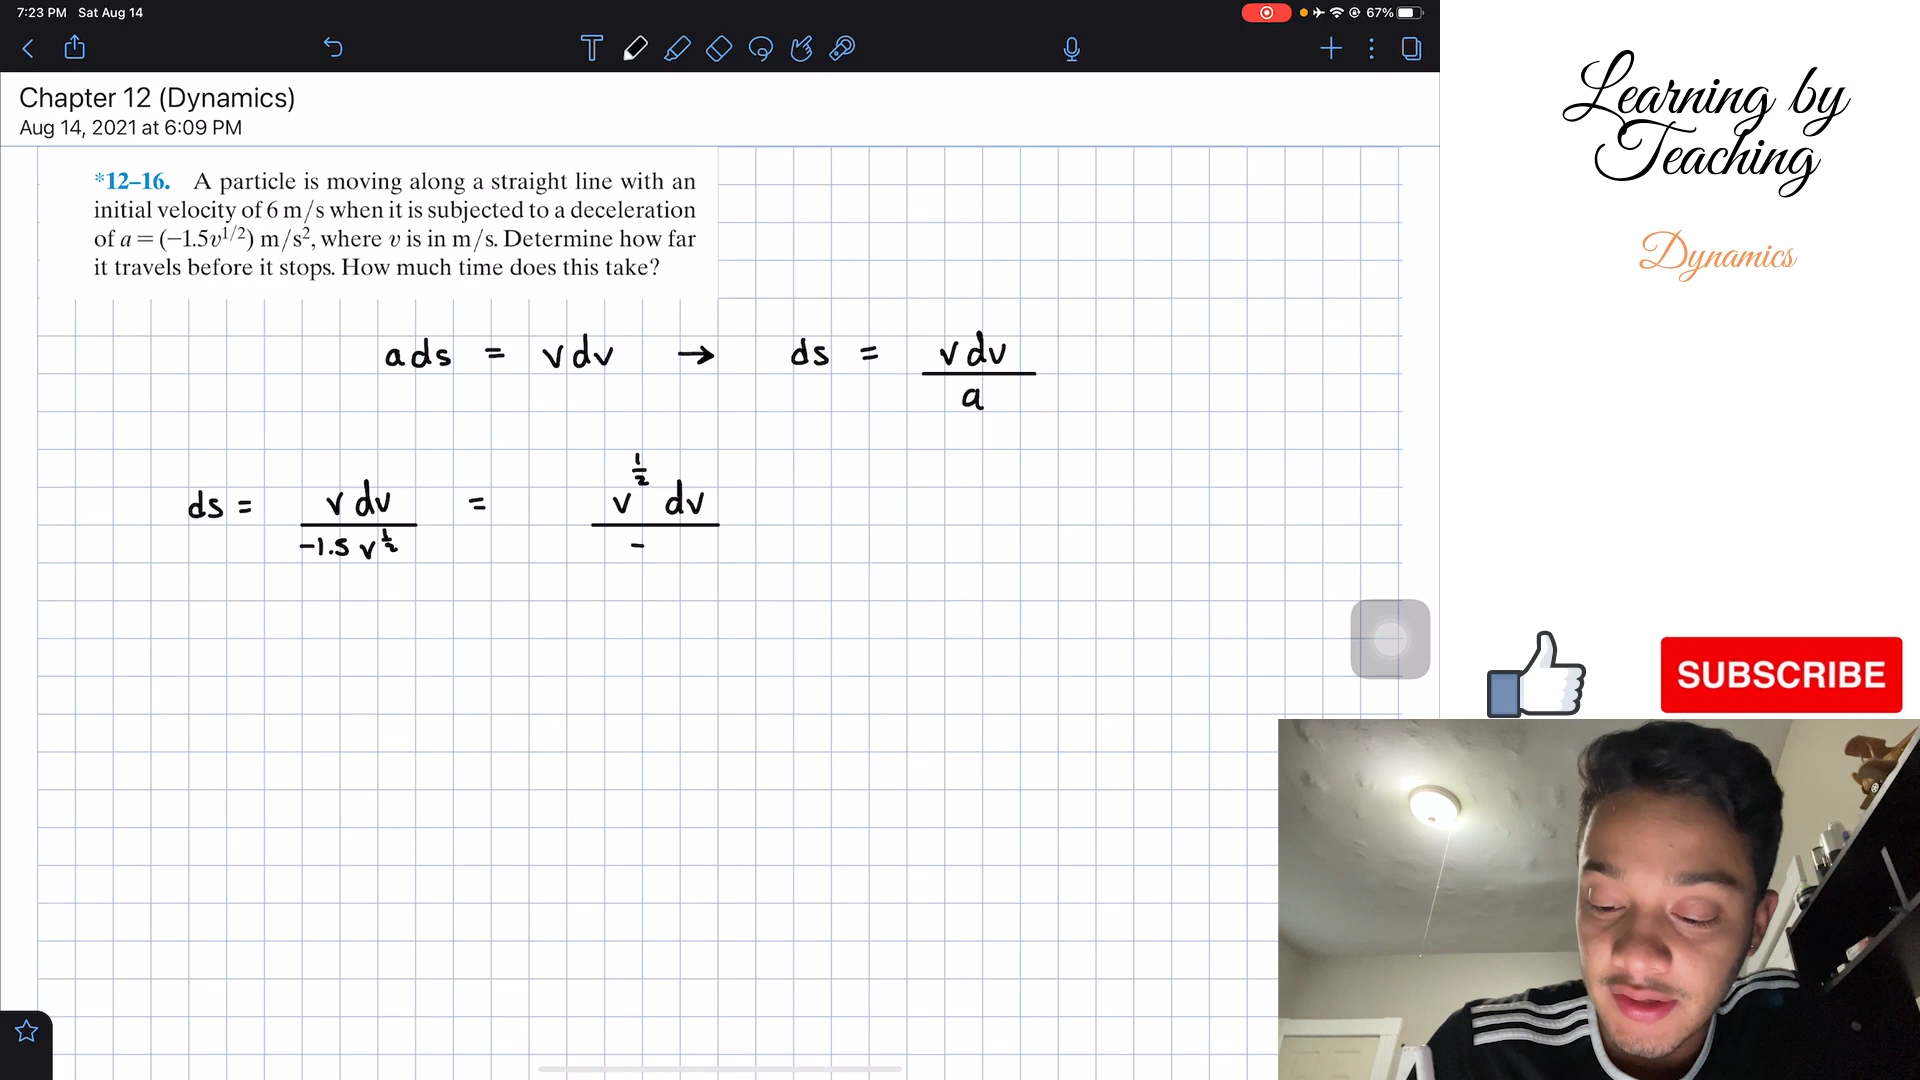 7:23 PM Sat Aug 14
67%
Chapter 12 (Dynamics)
Aug 14, 2021 at 6:09 PM
*12–16. A particle is moving along a straight line with an
initial velocity of 6 m/s when it is subjected to a deceleration
of a = (−1.5v^1/2) m/s², where v is in m/s. Determine how far
it travels before it stops. How much time does this take?
a ds = v dv → ds = v dv / a
ds = v dv / -1.5 v^1/2 = v^1/2 dv / -
Learning by
Teaching
Dynamics
SUBSCRIBE